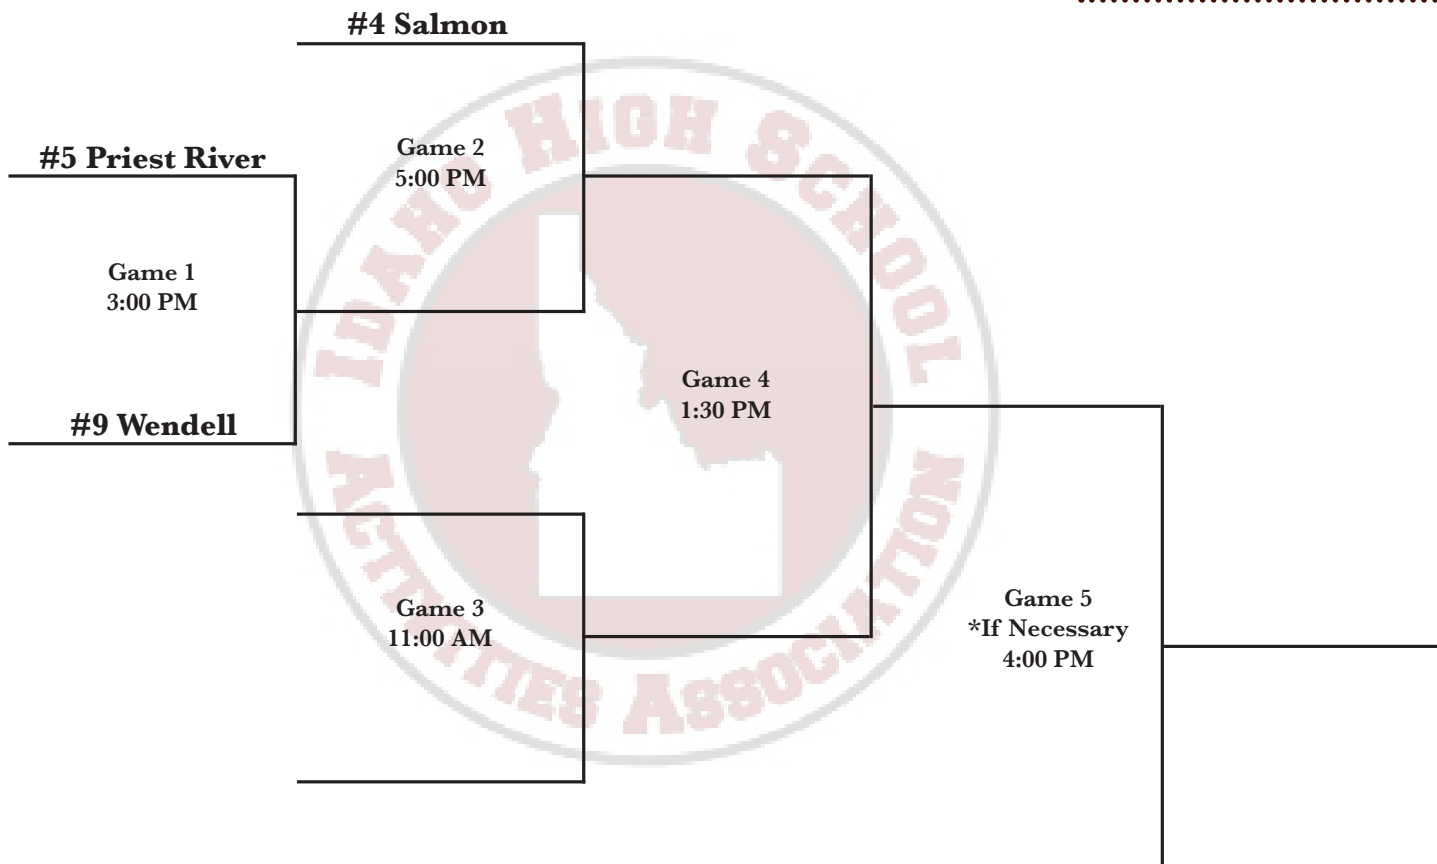 #4 Salmon
Game 2
5:00 PM
#5 Priest River
Game 1
3:00 PM
#9 Wendell
Game 4
1:30 PM
Game 3
11:00 AM
Game 5
*If Necessary
4:00 PM
IDAHO HIGH SCHOOL
ACTIVITIES ASSOCIATION